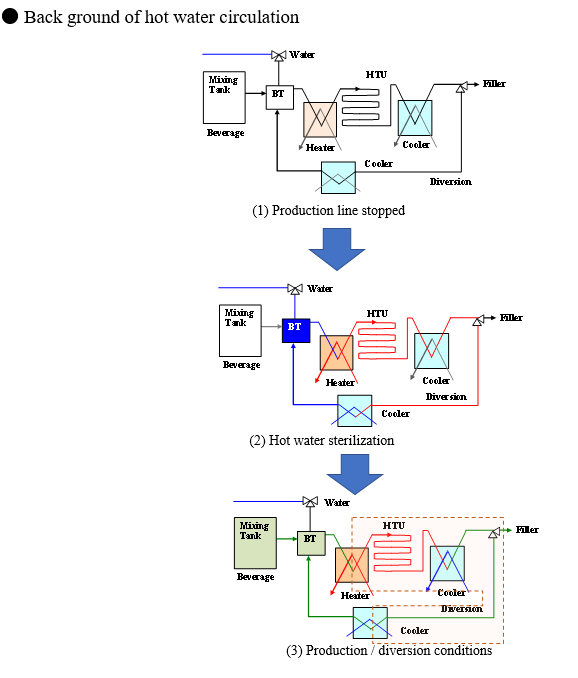 ● Back ground of hot water circulation
Water
HTU
Mixing
Tank
BT
Filler
Beverage
Heater
Cooler
Cooler
Diversion
(1) Production line stopped
Water
Mixing
Tank
HTU
BT
Filler
Beverage
Heater
Cooler
Diversion
Cooler
(2) Hot water sterilization
Water
Mixing
Tank
HTU
BT
Filler
Beverage
Heater
Cooler
Diversion
Cooler
(3) Production / diversion conditions